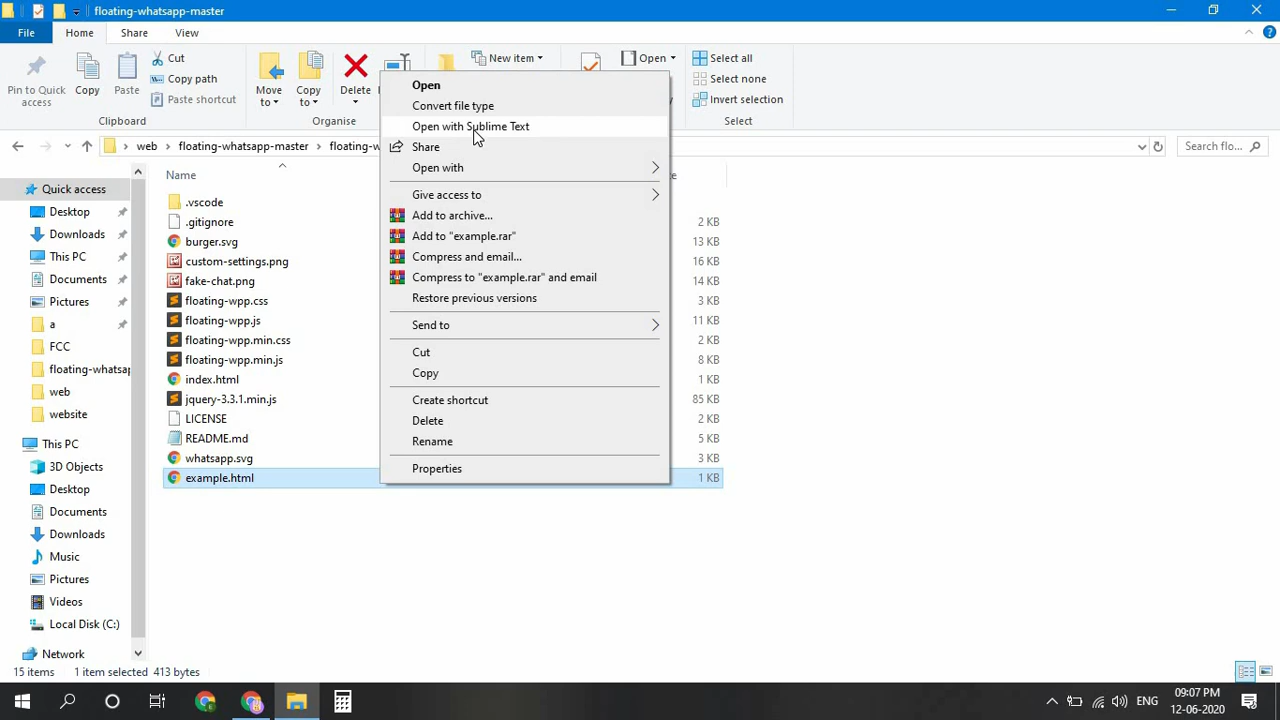 floating-whatsapp-master
File
Home
Share
View
Pin to Quick access
Copy
Paste
Cut
Copy path
Paste shortcut
Clipboard
Move to
Copy to
Delete
Organise
New item
Open
Select all
Select none
Invert selection
Select
web
floating-whatsapp-master
Search flo...
Open
Convert file type
Open with Sublime Text
Share
Open with
Give access to
Add to archive...
Add to "example.rar"
Compress and email...
Compress to "example.rar" and email
Restore previous versions
Send to
Cut
Copy
Create shortcut
Delete
Rename
Properties
Quick access
Desktop
Downloads
This PC
Documents
Pictures
a
FCC
floating-whatsap
web
website
This PC
3D Objects
Desktop
Documents
Downloads
Music
Pictures
Videos
Local Disk (C:)
Network
Name
.vscode
.gitignore 2 KB
burger.svg 13 KB
custom-settings.png 16 KB
fake-chat.png 14 KB
floating-wpp.css 3 KB
floating-wpp.js 11 KB
floating-wpp.min.css 2 KB
floating-wpp.min.js 8 KB
index.html 1 KB
jquery-3.3.1.min.js 85 KB
LICENSE 2 KB
README.md 5 KB
whatsapp.svg 3 KB
example.html 1 KB
15 items 1 item selected 413 bytes
ENG
09:07 PM
12-06-2020